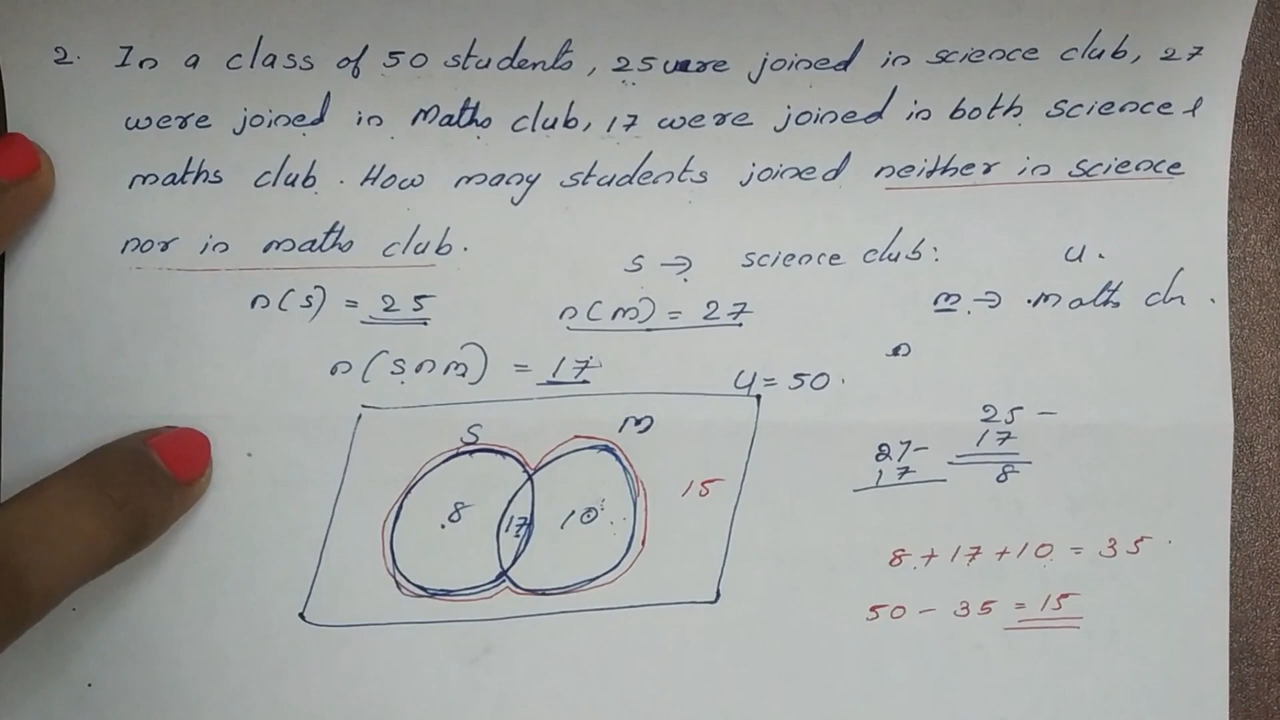 2. In a class of 50 students, 25 were joined in science club, 27
were joined in Maths club, 17 were joined in both science &
maths club. How many students joined neither in science
nor in maths club.
s → science club: u.
n(s) = 25 n(m) = 27 m → maths ch.
n
n(s∩m) = 17 U = 50.
S m
25 -
17
8
27-
17
8 17 10 15
8 + 17 + 10 = 35
50 - 35 = 15